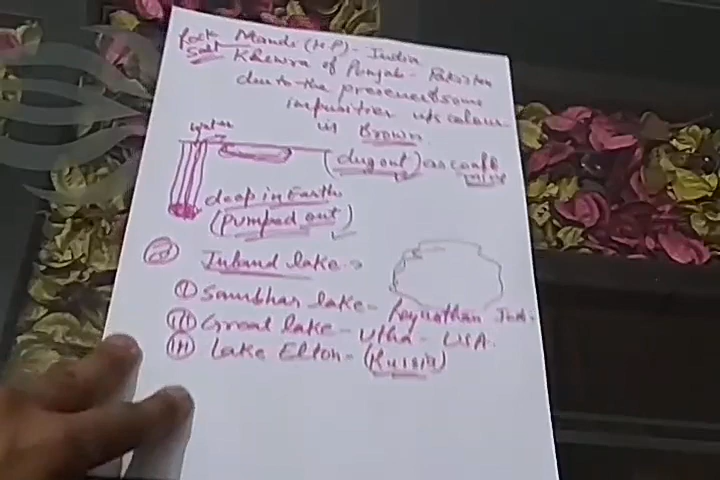 Rock Mandi (H.P) - India
Salt Khewra of Punjab - Pakistan
due to the presence of some
impurities its colour
is Brown
water
(dug out) as coal
mine
deep in Earth
(pumped out)
Inland lake →
(I) Sambhar lake - Rajasthan Ind.
(II) Great lake - Utha - USA.
(III) Lake Elton - (Russia)